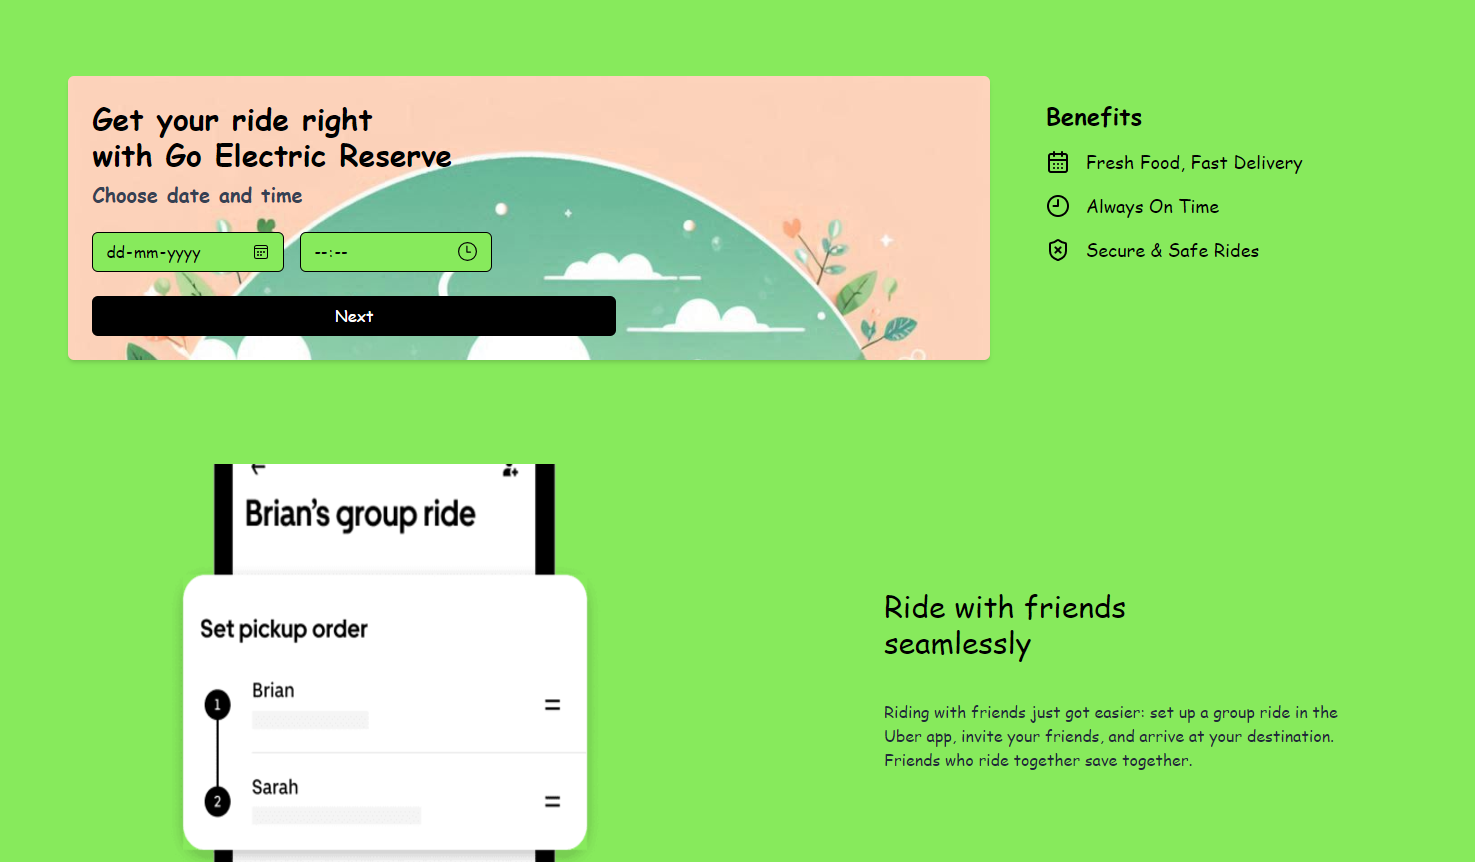 Get your ride right
with Go Electric Reserve
Choose date and time
dd-mm-yyyy
--:--
Next
Benefits
Fresh Food, Fast Delivery
Always On Time
Secure & Safe Rides
Brian's group ride
Set pickup order
1
Brian
2
Sarah
Ride with friends
seamlessly
Riding with friends just got easier: set up a group ride in the
Uber app, invite your friends, and arrive at your destination.
Friends who ride together save together.